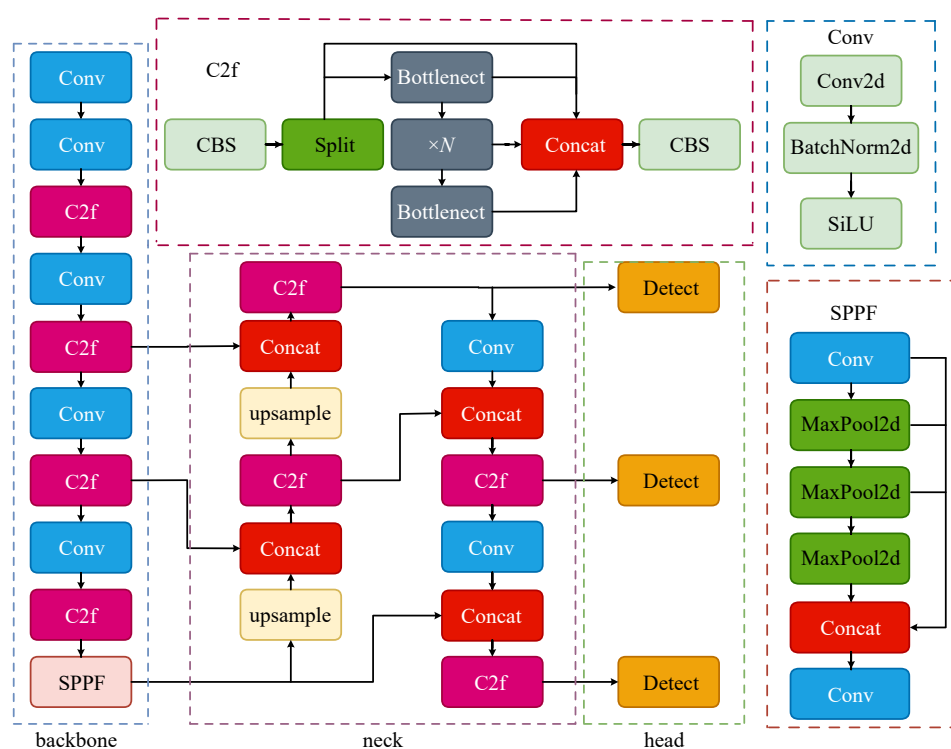 Conv
Conv
C2f
Conv
C2f
Conv
C2f
Conv
C2f
SPPF
backbone
C2f
Bottlenect
CBS
Split
×N
Concat
CBS
Bottlenect
Conv
Conv2d
BatchNorm2d
SiLU
C2f
Concat
upsample
C2f
Concat
upsample
Conv
Concat
C2f
Conv
Concat
C2f
neck
Detect
Detect
Detect
head
SPPF
Conv
MaxPool2d
MaxPool2d
MaxPool2d
Concat
Conv